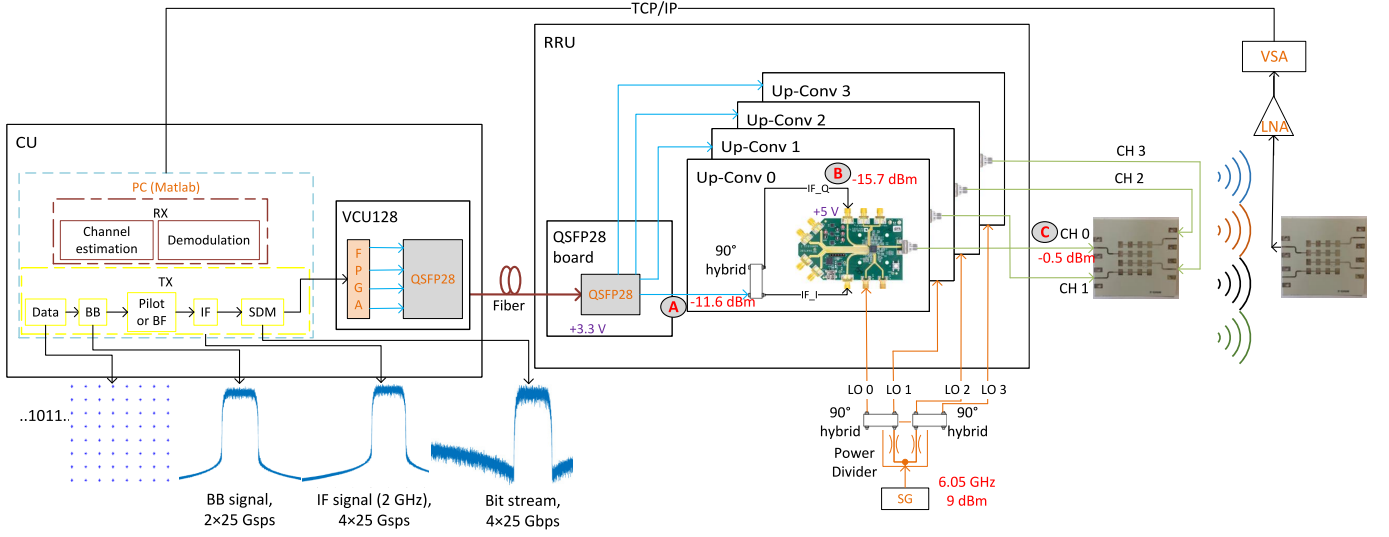 TCP/IP
RRU
VSA
LNA
CU
PC (Matlab)
RX
Channel
estimation
Demodulation
TX
Data
BB
Pilot
or BF
IF
SDM
VCU128
F
P
G
A
QSFP28
Fiber
QSFP28
board
QSFP28
+3.3 V
A
-11.6 dBm
Up-Conv 3
Up-Conv 2
Up-Conv 1
Up-Conv 0
B
-15.7 dBm
IF_Q
+5 V
90°
hybrid
IF_I
CH 3
CH 2
C
CH 0
-0.5 dBm
CH 1
LO 0
LO 1
LO 2
LO 3
90°
hybrid
90°
hybrid
Power
Divider
SG
6.05 GHz
9 dBm
..1011..
BB signal,
2×25 Gsps
IF signal (2 GHz),
4×25 Gsps
Bit stream,
4×25 Gbps